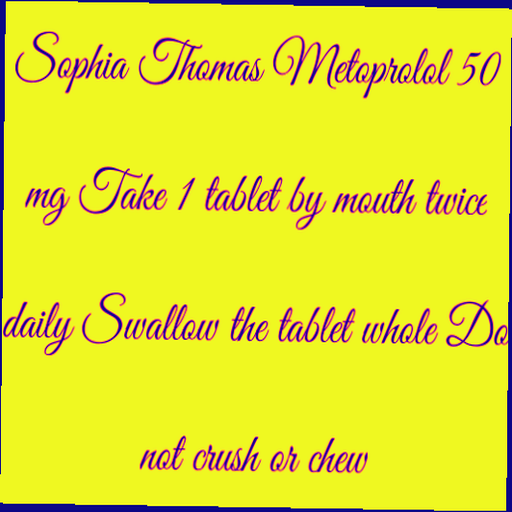 Sophia Thomas Metoprolol 50
mg Take 1 tablet by mouth twice
daily Swallow the tablet whole Do
not crush or chew